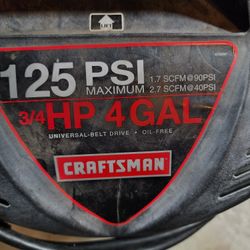 LIFT
125 PSI 1.7 SCFM@90PSI
MAXIMUM 2.7 SCFM@40PSI
3/4 HP 4 GAL
UNIVERSAL-BELT DRIVE • OIL-FREE
CRAFTSMAN